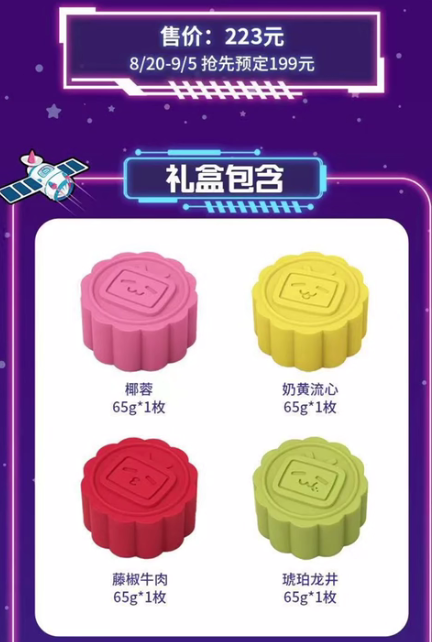 售价：223元
8/20-9/5 抢先预定199元
礼盒包含
椰蓉
65g*1枚
奶黄流心
65g*1枚
藤椒牛肉
65g*1枚
琥珀龙井
65g*1枚